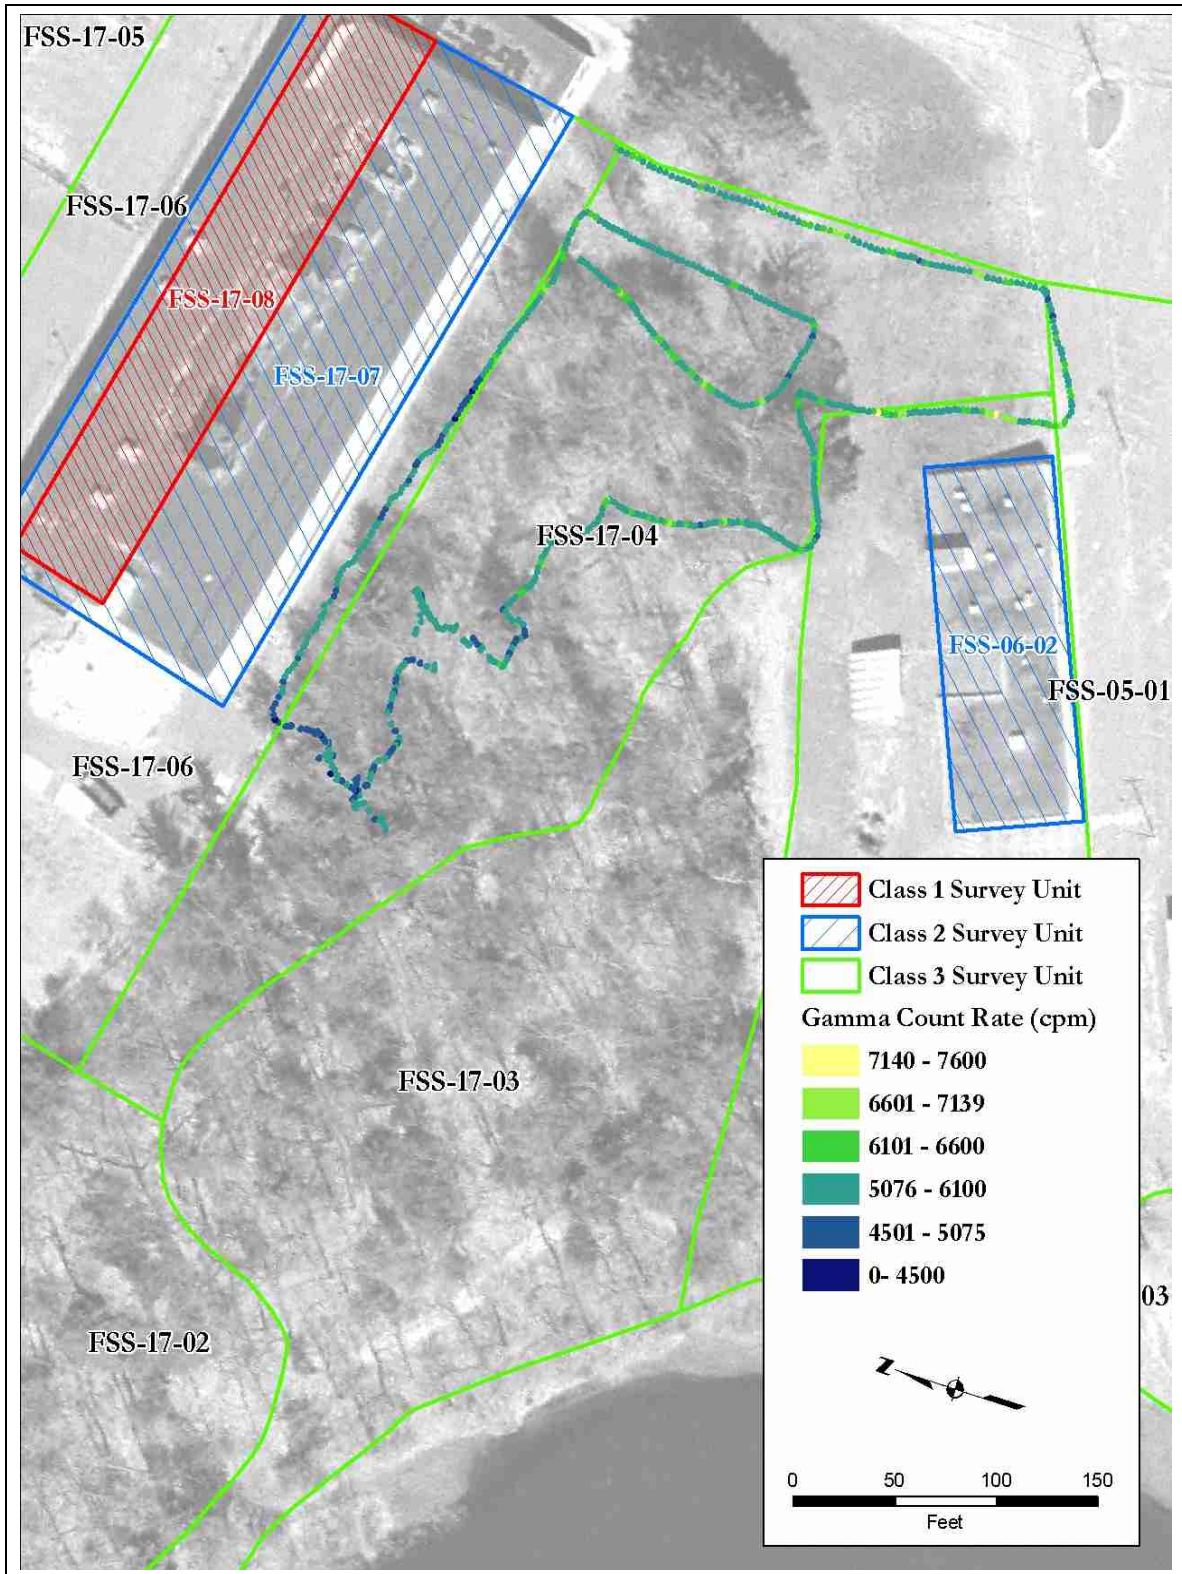 FSS-17-05
FSS-17-06
FSS-17-08
FSS-17-07
FSS-17-04
FSS-06-02
FSS-05-01
FSS-17-06
FSS-17-03
FSS-17-02
03
Class 1 Survey Unit
Class 2 Survey Unit
Class 3 Survey Unit
Gamma Count Rate (cpm)
7140 - 7600
6601 - 7139
6101 - 6600
5076 - 6100
4501 - 5075
0- 4500
N
0 50 100 150
Feet